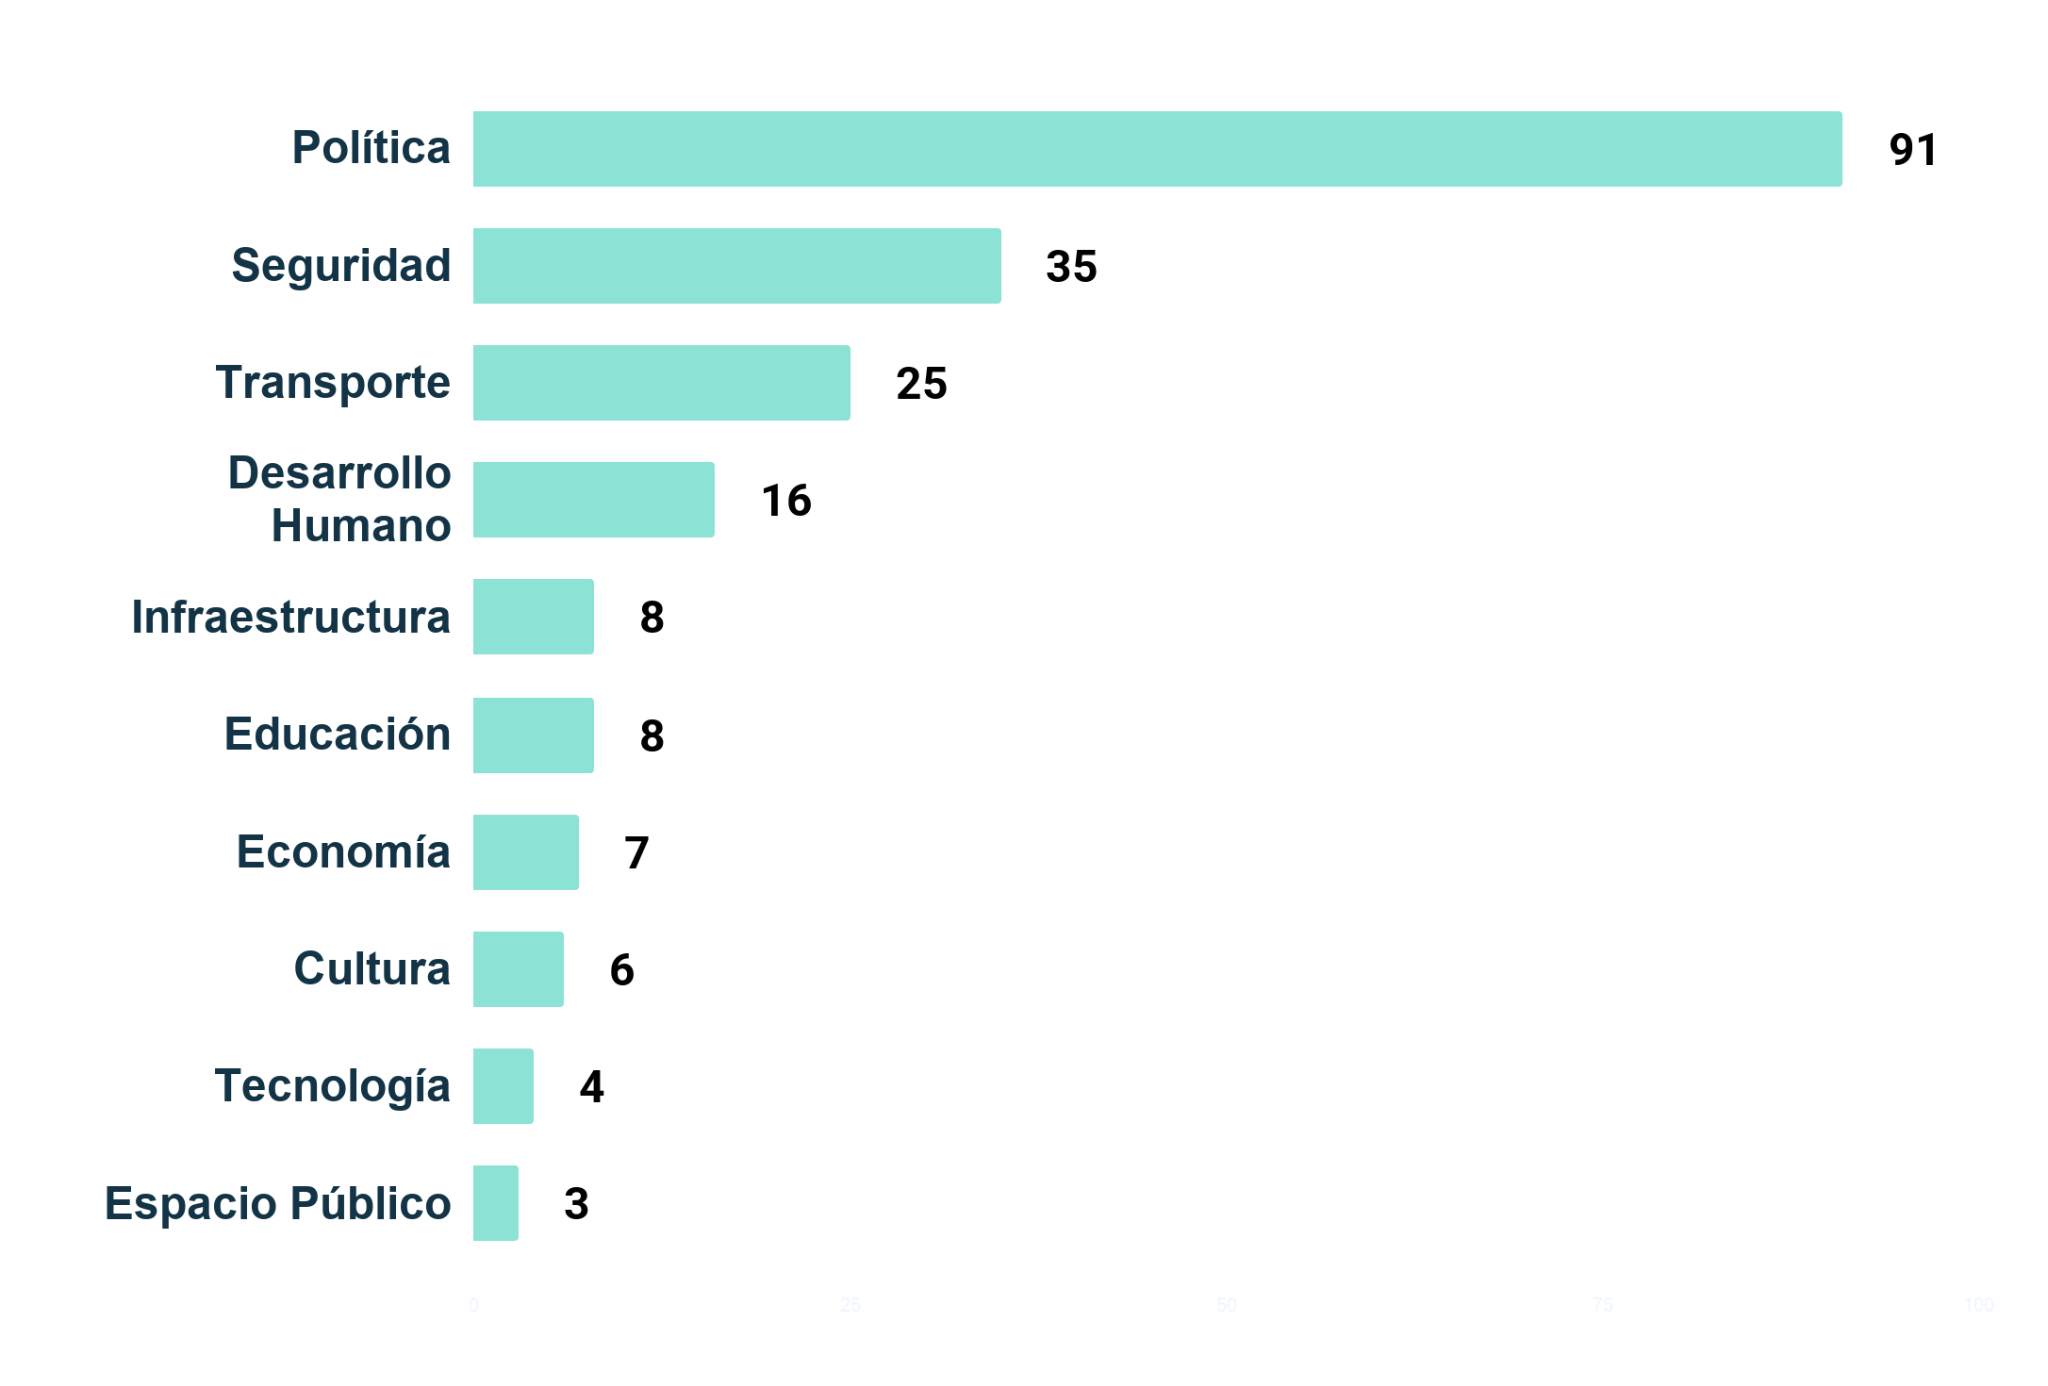 Política 91
Seguridad 35
Transporte 25
Desarrollo
Humano 16
Infraestructura 8
Educación 8
Economía 7
Cultura 6
Tecnología 4
Espacio Público 3
0 25 50 75 100